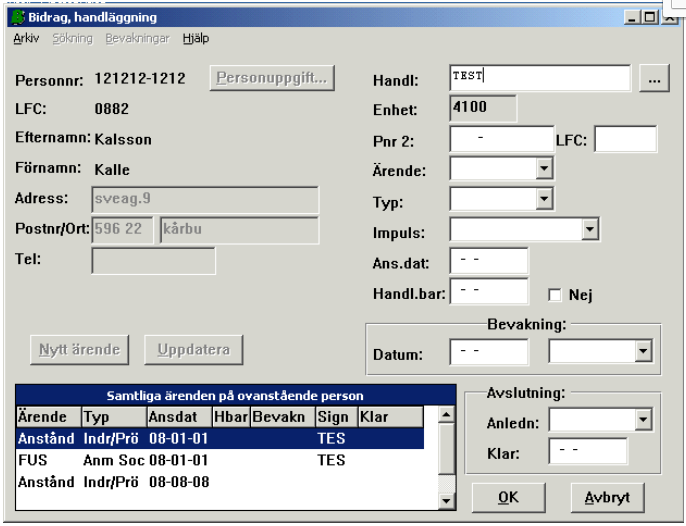 Bidrag, handläggning
Arkiv Sökning Bevakningar Hjälp
Personnr: 121212-1212 Personuppgift...
LFC: 0882
Efternamn: Kalsson
Förnamn: Kalle
Adress: sveag.9
Postnr/Ort: 596 22 kårbu
Tel:
Nytt ärende Uppdatera
Handl: TEST ...
Enhet: 4100
Pnr 2: - LFC:
Ärende:
Typ:
Impuls:
Ans.dat: - -
Handl.bar: - - Nej
Bevakning:
Datum: - -
Samtliga ärenden på ovanstående person
Ärende Typ Ansdat Hbar Bevakn Sign Klar
Anstånd Indr/Prö 08-01-01 TES
FUS Anm Soc 08-01-01 TES
Anstånd Indr/Prö 08-08-08
Avslutning:
Anledn:
Klar: - -
OK Avbryt